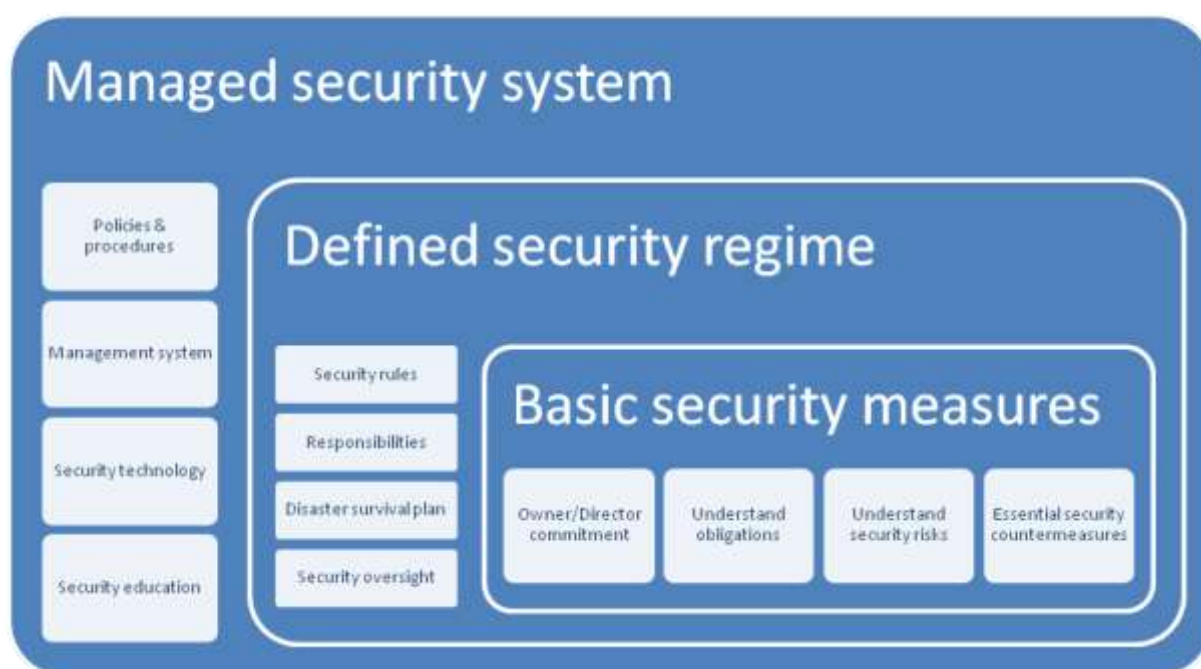 Managed security system
Policies &
procedures
Management system
Security technology
Security education
Defined security regime
Security rules
Responsibilities
Disaster survival plan
Security oversight
Basic security measures
Owner/Director
commitment
Understand
obligations
Understand
security risks
Essential security
countermeasures